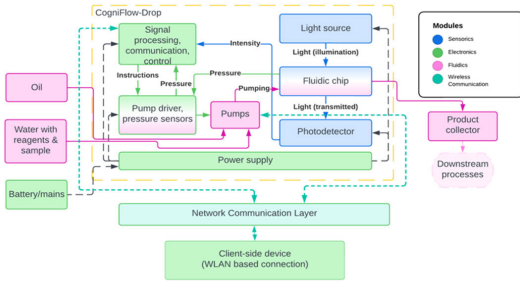 CogniFlow-Drop
Signal
processing,
communication,
control
Light source
Intensity
Light (illumination)
Instructions
Pressure
Pressure
Fluidic chip
Pumping
Oil
Pump driver,
pressure sensors
Pumps
Light (transmitted)
Photodetector
Water with
reagents &
sample
Power supply
Battery/mains
Product
collector
Downstream
processes
Network Communication Layer
Client-side device
(WLAN based connection)
Modules
Sensorics
Electronics
Fluidics
Wireless
Communication